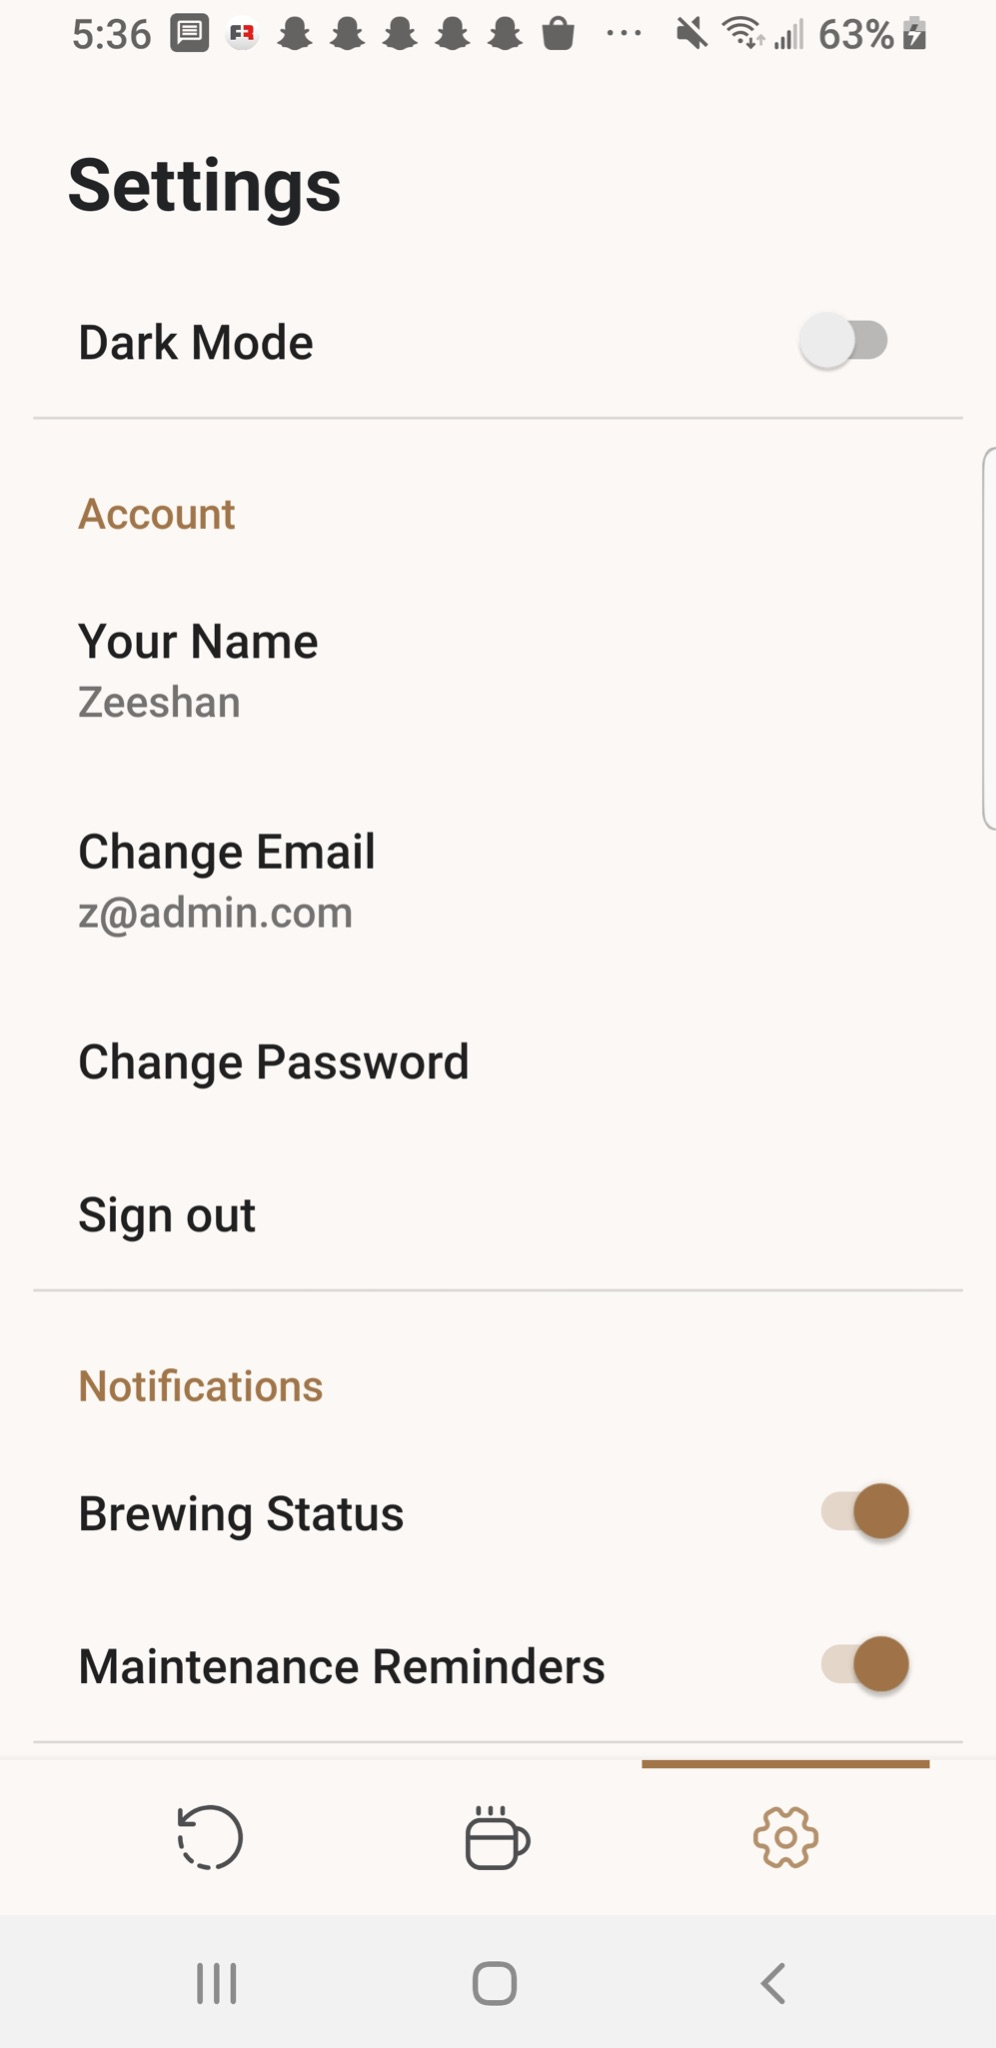 5:36 FR 63%
Settings
Dark Mode
Account
Your Name
Zeeshan
Change Email
z@admin.com
Change Password
Sign out
Notifications
Brewing Status
Maintenance Reminders